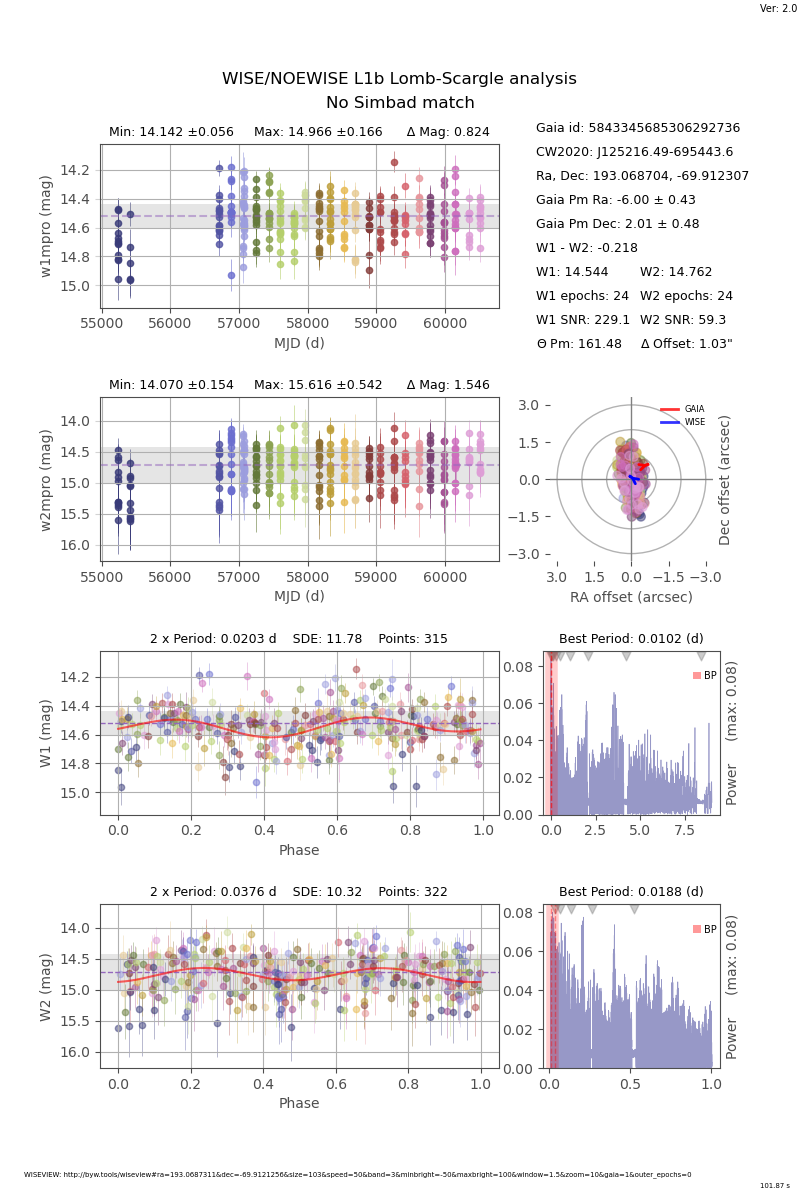 Ver: 2.0
WISE/NOEWISE L1b Lomb-Scargle analysis
No Simbad match
Min: 14.142 ±0.056 Max: 14.966 ±0.166 Δ Mag: 0.824
14.2
14.4
14.6
14.8
15.0
w1mpro (mag)
55000 56000 57000 58000 59000 60000
MJD (d)
Gaia id: 5843345685306292736
CW2020: J125216.49-695443.6
Ra, Dec: 193.068704, -69.912307
Gaia Pm Ra: -6.00 ± 0.43
Gaia Pm Dec: 2.01 ± 0.48
W1 - W2: -0.218
W1: 14.544 W2: 14.762
W1 epochs: 24 W2 epochs: 24
W1 SNR: 229.1 W2 SNR: 59.3
Θ Pm: 161.48 Δ Offset: 1.03"
Min: 14.070 ±0.154 Max: 15.616 ±0.542 Δ Mag: 1.546
14.0
14.5
15.0
15.5
16.0
w2mpro (mag)
55000 56000 57000 58000 59000 60000
MJD (d)
GAIA
WISE
3.0
1.5
0.0
−1.5
−3.0
Dec offset (arcsec)
3.0 1.5 0.0 −1.5 −3.0
RA offset (arcsec)
2 x Period: 0.0203 d SDE: 11.78 Points: 315
14.2
14.4
14.6
14.8
15.0
W1 (mag)
0.0 0.2 0.4 0.6 0.8 1.0
Phase
Best Period: 0.0102 (d)
BP
0.08
0.06
0.04
0.02
0.00
Power (max: 0.08)
0.0 2.5 5.0 7.5
2 x Period: 0.0376 d SDE: 10.32 Points: 322
14.0
14.5
15.0
15.5
16.0
W2 (mag)
0.0 0.2 0.4 0.6 0.8 1.0
Phase
Best Period: 0.0188 (d)
BP
0.08
0.06
0.04
0.02
0.00
Power (max: 0.08)
0.0 0.5 1.0
WISEVIEW: http://byw.tools/wiseview#ra=193.0687311&dec=-69.9121256&size=103&speed=50&band=3&minbright=-50&maxbright=100&window=1.5&zoom=10&gaia=1&outer_epochs=0
101.87 s